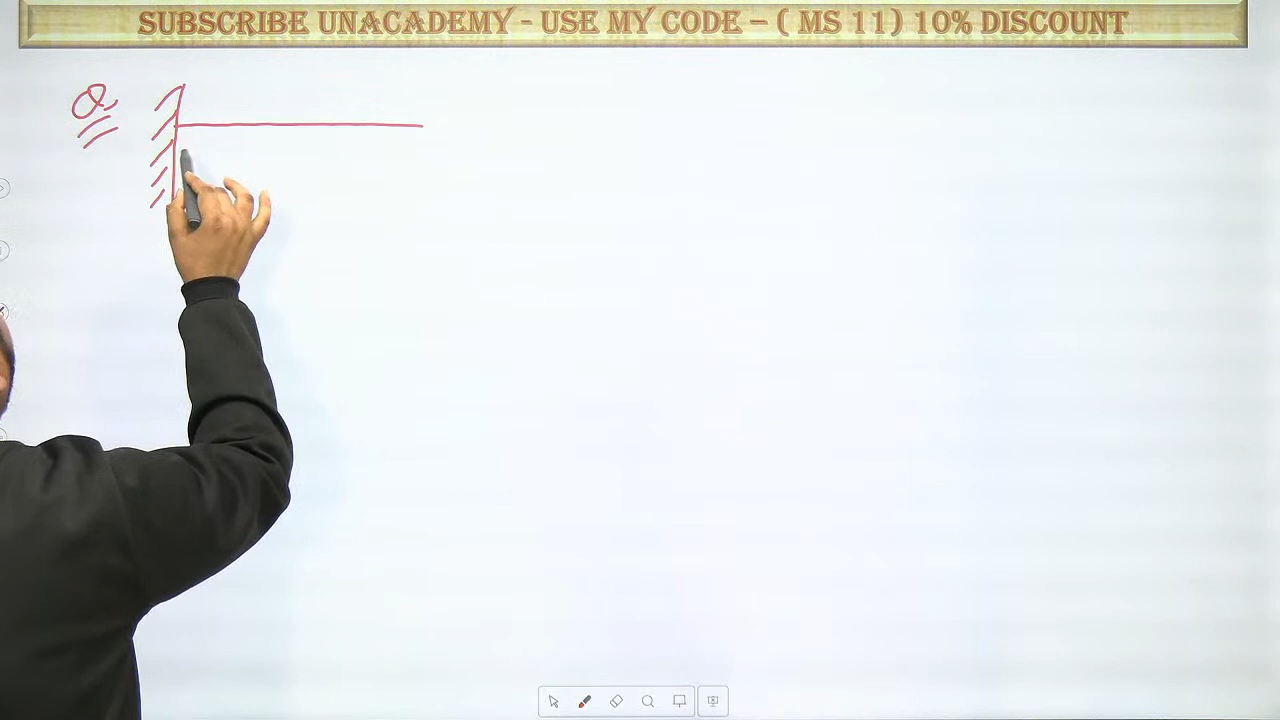 SUBSCRIBE UNACADEMY - USE MY CODE – ( MS 11) 10% DISCOUNT
Q